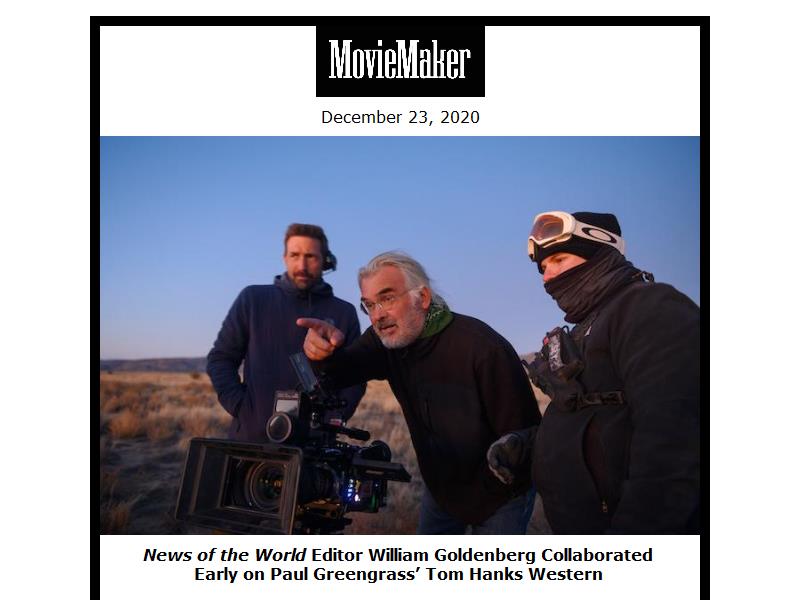 MovieMaker
December 23, 2020
News of the World Editor William Goldenberg Collaborated
Early on Paul Greengrass’ Tom Hanks Western